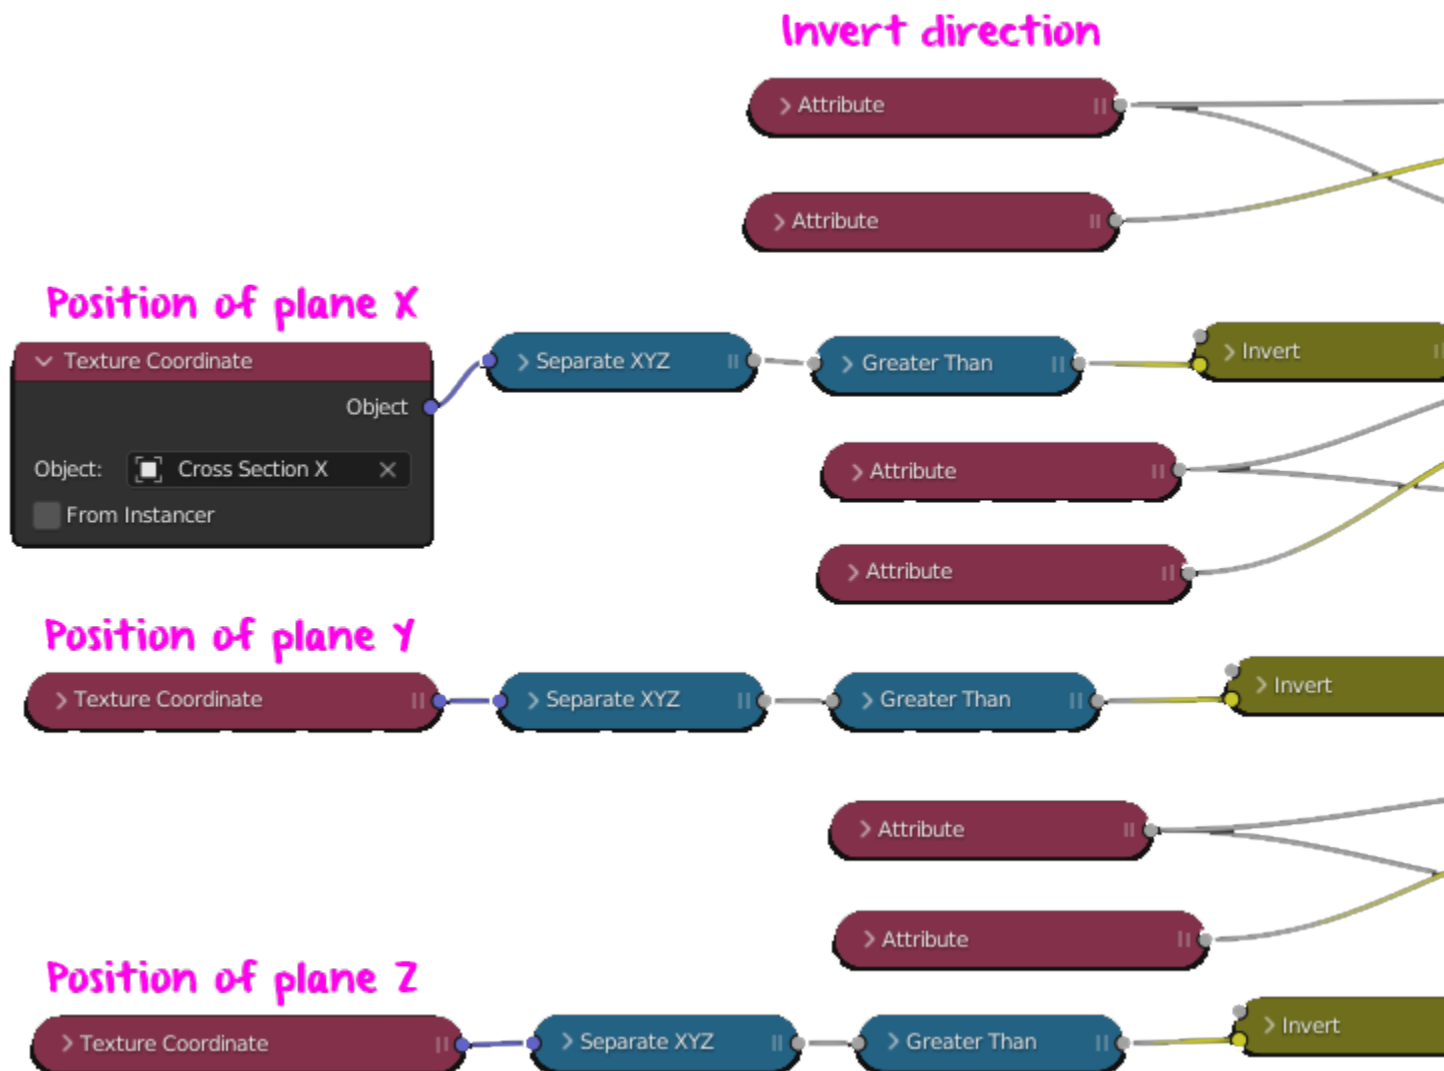 Invert direction
Attribute
Attribute
Position of plane X
Texture Coordinate
Separate XYZ
Greater Than
Invert
Object
Object: Cross Section X
From Instancer
Attribute
Attribute
Position of plane Y
Texture Coordinate
Separate XYZ
Greater Than
Invert
Attribute
Attribute
Position of plane Z
Texture Coordinate
Separate XYZ
Greater Than
Invert